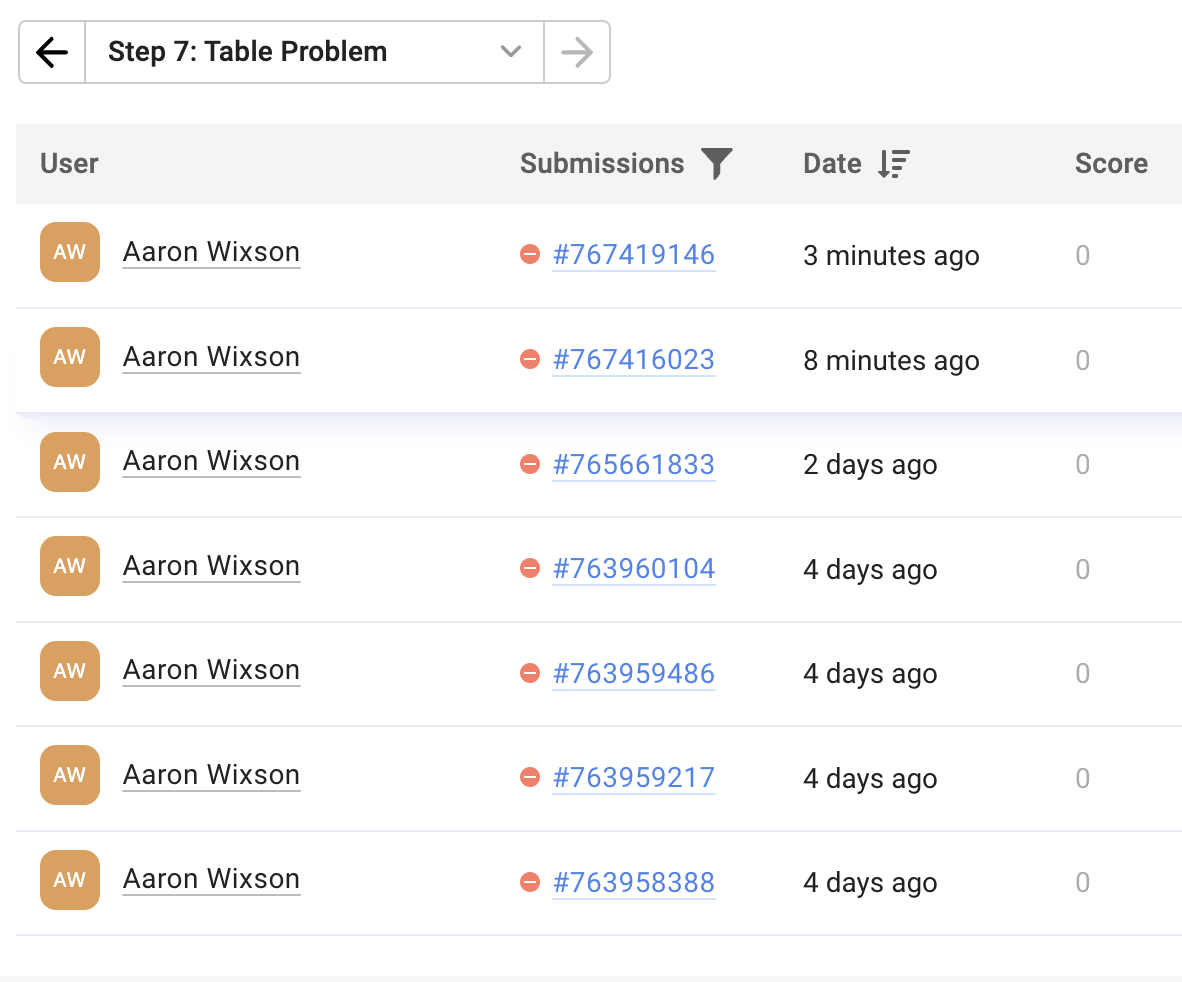 Step 7: Table Problem
User Submissions Date Score
AW Aaron Wixson #767419146 3 minutes ago 0
AW Aaron Wixson #767416023 8 minutes ago 0
AW Aaron Wixson #765661833 2 days ago 0
AW Aaron Wixson #763960104 4 days ago 0
AW Aaron Wixson #763959486 4 days ago 0
AW Aaron Wixson #763959217 4 days ago 0
AW Aaron Wixson #763958388 4 days ago 0